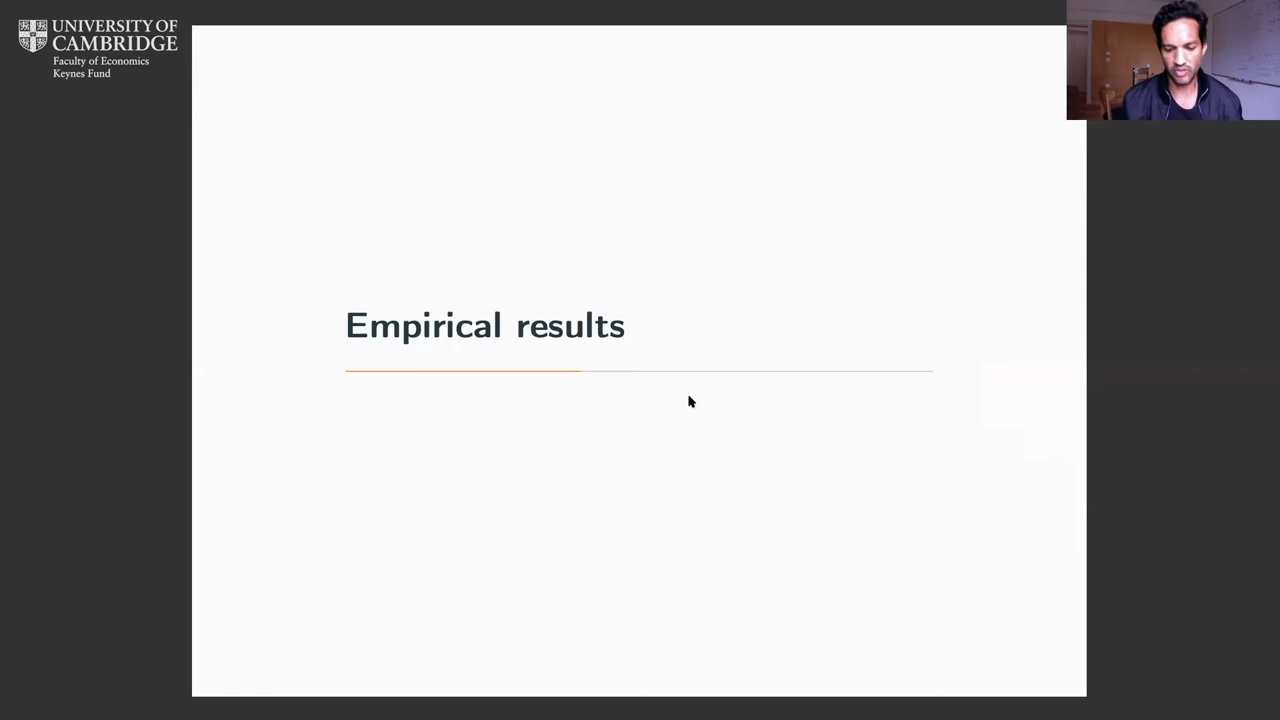 UNIVERSITY OF
CAMBRIDGE
Faculty of Economics
Keynes Fund
Empirical results